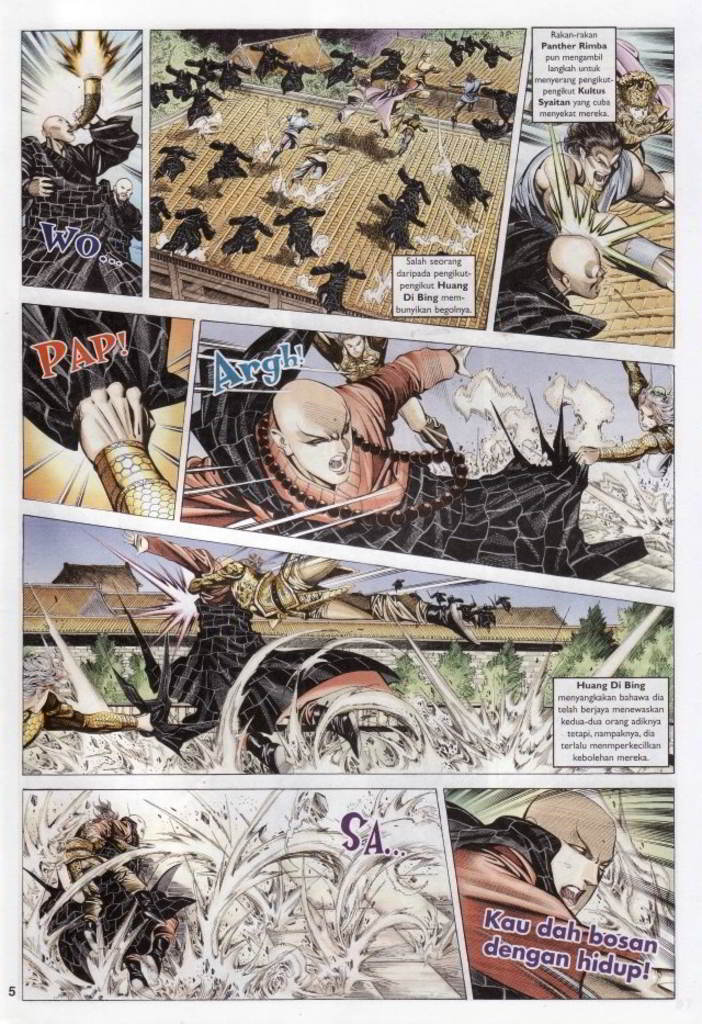 WO...
Salah seorang
daripada pengikut-
pengikut Huang
Di Bing mem-
bunyikan begolnya.
Rakan-rakan
Panther Rimba
pun mengambil
langkah untuk
menyerang pengikut-
pengikut Kultus
Syaitan yang cuba
menyekat mereka.
PAP!
Argh!
Huang Di Bing
menyangkakan bahawa dia
telah berjaya menewaskan
kedua-dua orang adiknya
tetapi, nampaknya, dia
terlalu menmperkecilkan
kebolehan mereka.
SA...
Kau dah bosan
dengan hidup!
5